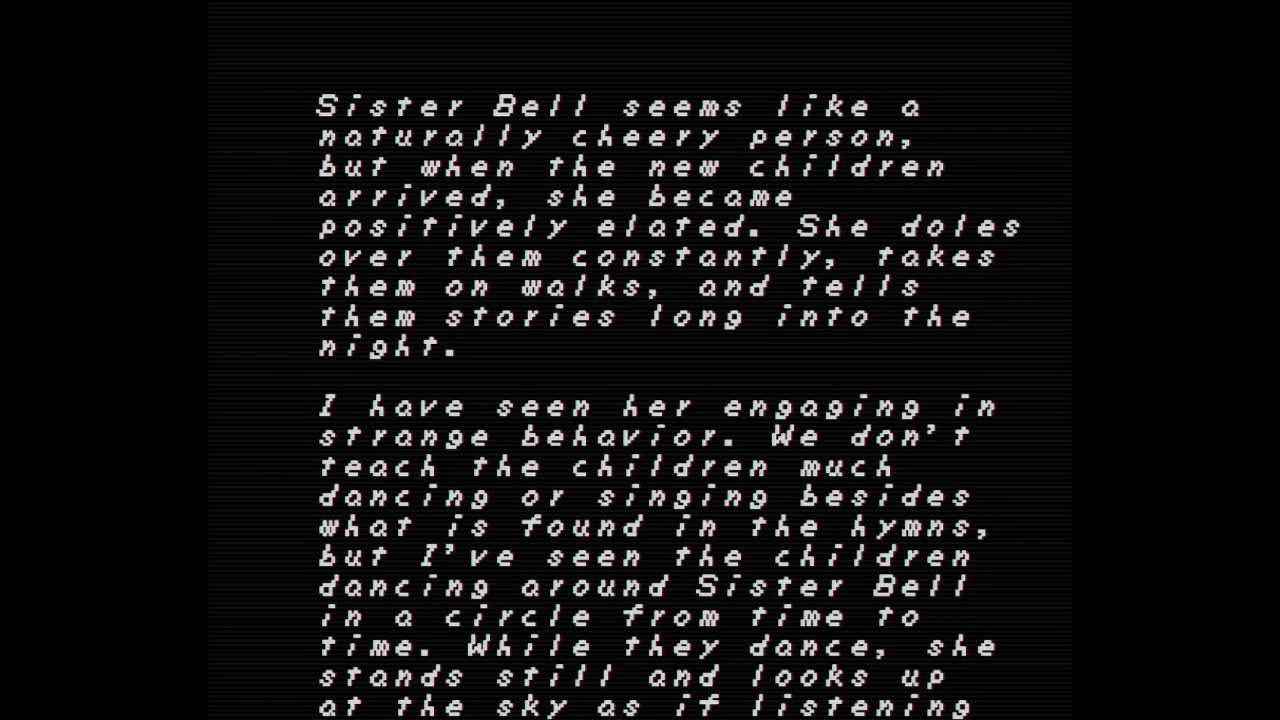 Sister Bell seems like a
naturally cheery person,
but when the new children
arrived, she became
positively elated. She doles
over them constantly, takes
them on walks, and tells
them stories long into the
night.
I have seen her engaging in
strange behavior. We don't
teach the children much
dancing or singing besides
what is found in the hymns,
but I've seen the children
dancing around Sister Bell
in a circle from time to
time. While they dance, she
stands still and looks up
at the sky as if listening